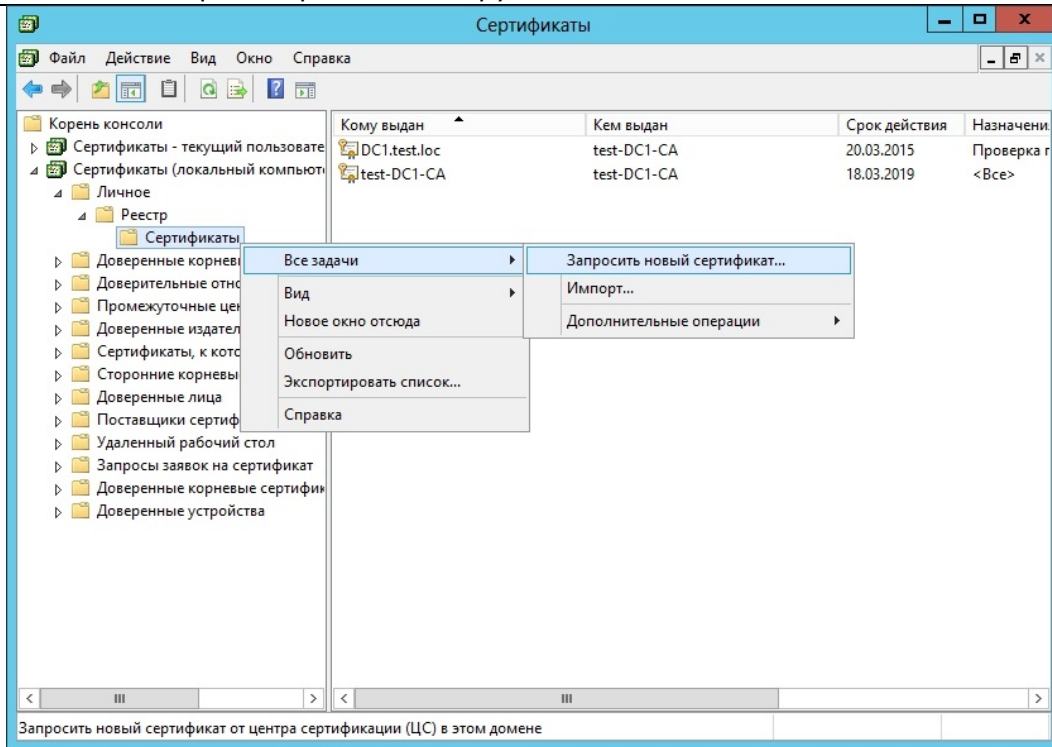 Сертификаты
Файл Действие Вид Окно Справка
Корень консоли
Сертификаты - текущий пользовате
Сертификаты (локальный компьют
Личное
Реестр
Сертификаты
Доверенные корнев
Доверительные отно
Промежуточные цен
Доверенные издател
Сертификаты, к кото
Сторонние корневы
Доверенные лица
Поставщики сертиф
Удаленный рабочий стол
Запросы заявок на сертификат
Доверенные корневые сертифик
Доверенные устройства
Кому выдан Кем выдан Срок действия Назначени
DC1.test.loc test-DC1-CA 20.03.2015 Проверка п
test-DC1-CA test-DC1-CA 18.03.2019 <Все>
Все задачи
Вид
Новое окно отсюда
Обновить
Экспортировать список...
Справка
Запросить новый сертификат...
Импорт...
Дополнительные операции
Запросить новый сертификат от центра сертификации (ЦС) в этом домене